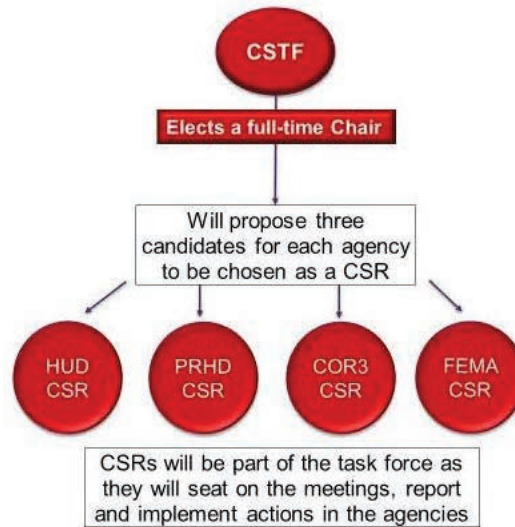 CSTF
Elects a full-time Chair
Will propose three
candidates for each agency
to be chosen as a CSR
HUD
CSR
PRHD
CSR
COR3
CSR
FEMA
CSR
CSRs will be part of the task force as
they will seat on the meetings, report
and implement actions in the agencies